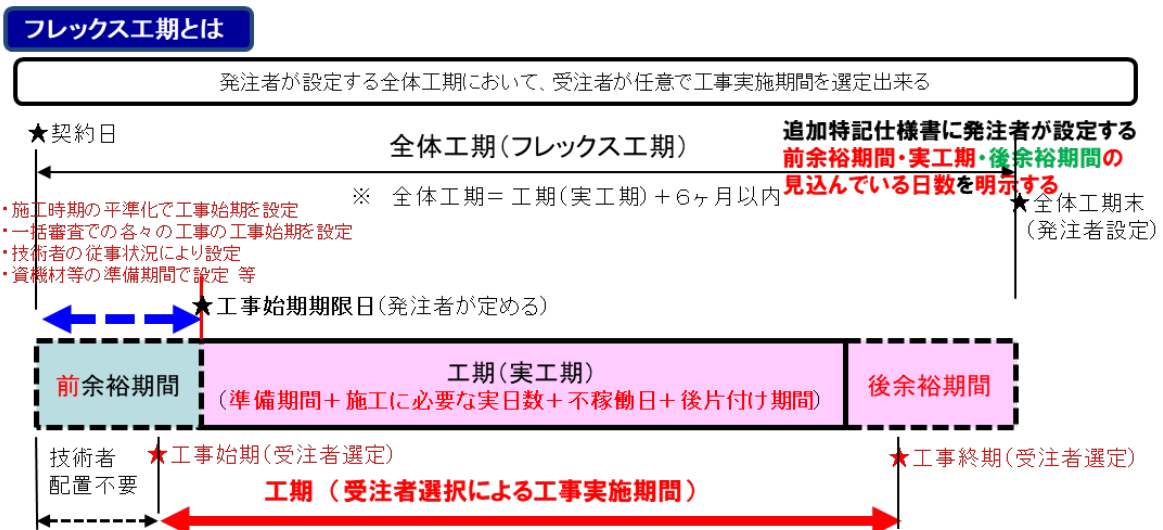 フレックス工期とは
発注者が設定する全体工期において、受注者が任意で工事実施期間を選定出来る
★契約日
全体工期(フレックス工期)
追加特記仕様書に発注者が設定する
前余裕期間・実工期・後余裕期間の
見込んでいる日数を明示する
※ 全体工期=工期(実工期)+6ヶ月以内
★全体工期末
(発注者設定)
・施工時期の平準化で工事始期を設定
・一括審査での各々の工事の工事始期を設定
・技術者の従事状況により設定
・資機材等の準備期間で設定 等
★工事始期期限日(発注者が定める)
前余裕期間
工期(実工期)
(準備期間+施工に必要な実日数+不稼働日+後片付け期間)
後余裕期間
技術者
配置不要
★工事始期(受注者選定)
★工事終期(受注者選定)
工期 (受注者選択による工事実施期間)